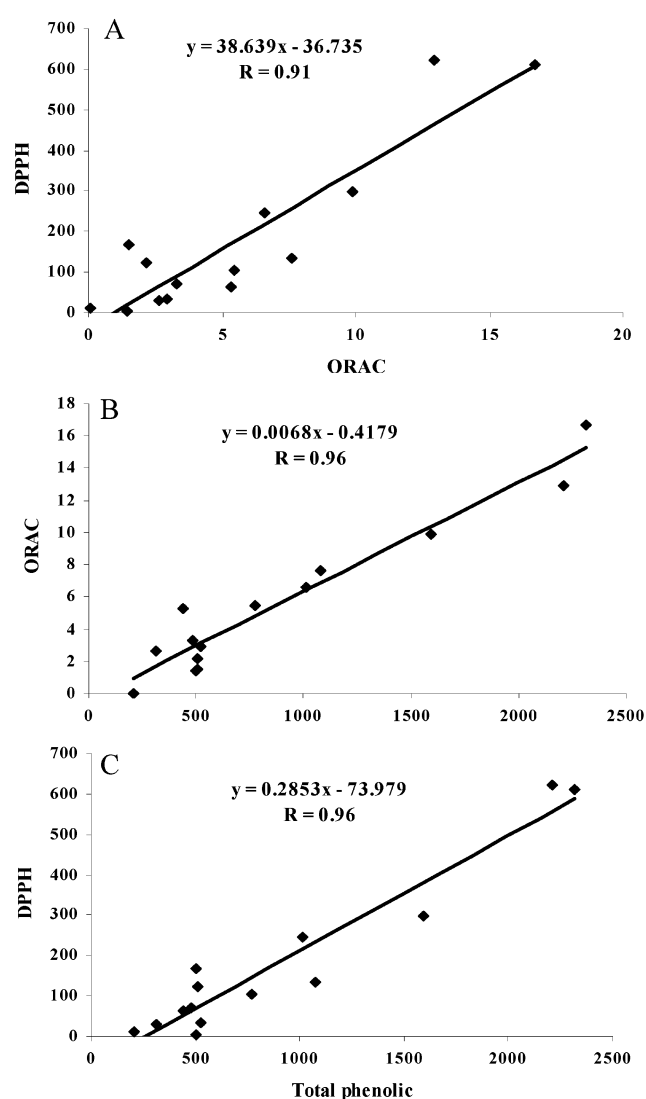 A
y = 38.639x - 36.735
R = 0.91
700
600
500
400
300
200
100
0
DPPH
0 5 10 15 20
ORAC
B
y = 0.0068x - 0.4179
R = 0.96
18
16
14
12
10
8
6
4
2
0
ORAC
0 500 1000 1500 2000 2500
C
y = 0.2853x - 73.979
R = 0.96
700
600
500
400
300
200
100
0
DPPH
0 500 1000 1500 2000 2500
Total phenolic